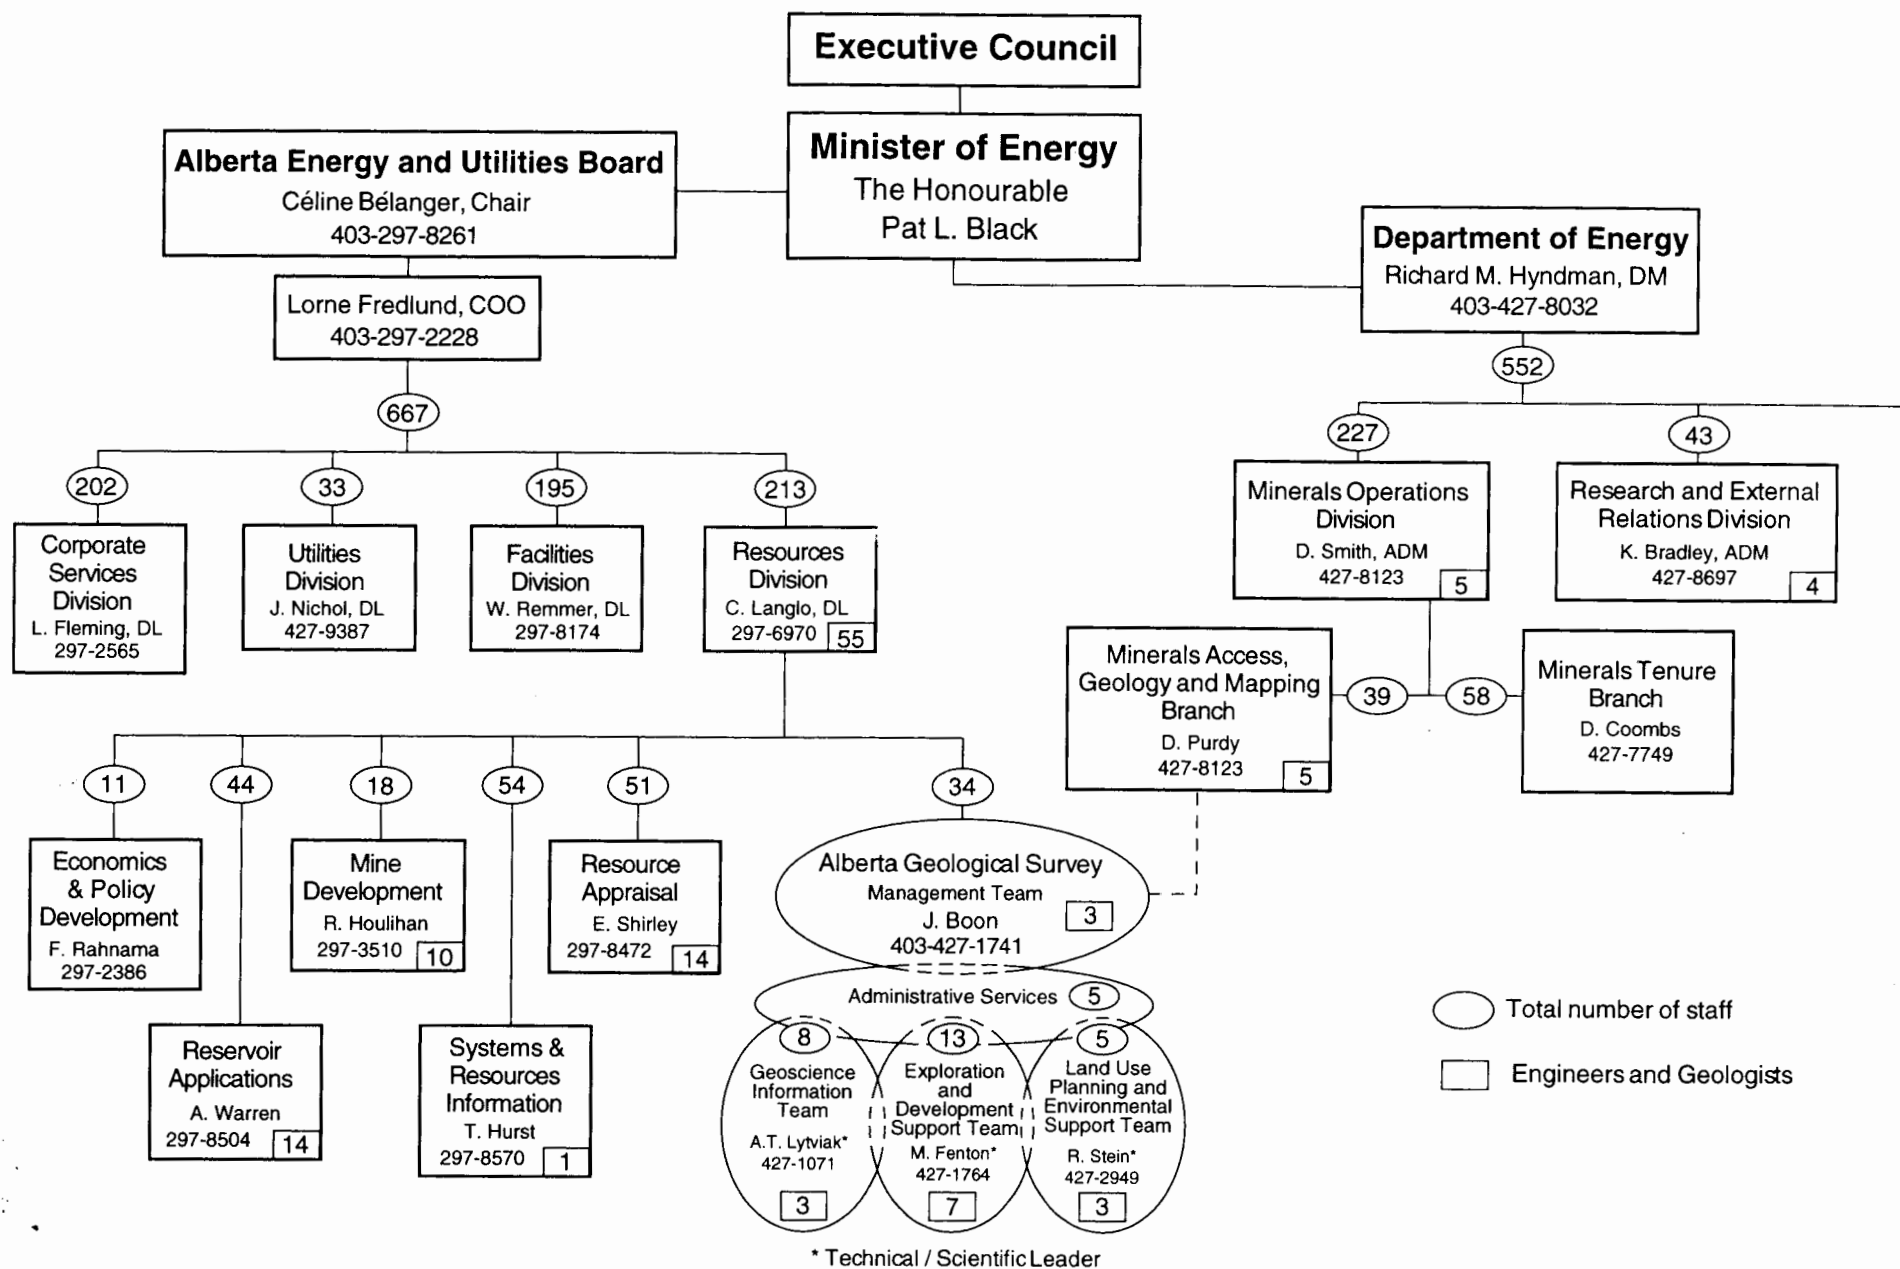 Executive Council
Minister of Energy
The Honourable
Pat L. Black
Alberta Energy and Utilities Board
Céline Bélanger, Chair
403-297-8261
Lorne Fredlund, COO
403-297-2228
667
202
Corporate
Services
Division
L. Fleming, DL
297-2565
33
Utilities
Division
J. Nichol, DL
427-9387
195
Facilities
Division
W. Remmer, DL
297-8174
213
Resources
Division
C. Langlo, DL
297-6970
55
11
Economics
& Policy
Development
F. Rahnama
297-2386
44
Reservoir
Applications
A. Warren
297-8504
14
18
Mine
Development
R. Houlihan
297-3510
10
54
Systems &
Resources
Information
T. Hurst
297-8570
1
51
Resource
Appraisal
E. Shirley
297-8472
14
34
Alberta Geological Survey
Management Team
J. Boon
403-427-1741
3
Administrative Services
5
8
Geoscience
Information
Team
A.T. Lytviak*
427-1071
3
13
Exploration
and
Development
Support Team
M. Fenton*
427-1764
7
5
Land Use
Planning and
Environmental
Support Team
R. Stein*
427-2949
3
* Technical / Scientific Leader
Department of Energy
Richard M. Hyndman, DM
403-427-8032
552
227
Minerals Operations
Division
D. Smith, ADM
427-8123
5
43
Research and External
Relations Division
K. Bradley, ADM
427-8697
4
Minerals Access,
Geology and Mapping
Branch
D. Purdy
427-8123
5
39
58
Minerals Tenure
Branch
D. Coombs
427-7749
Total number of staff
Engineers and Geologists